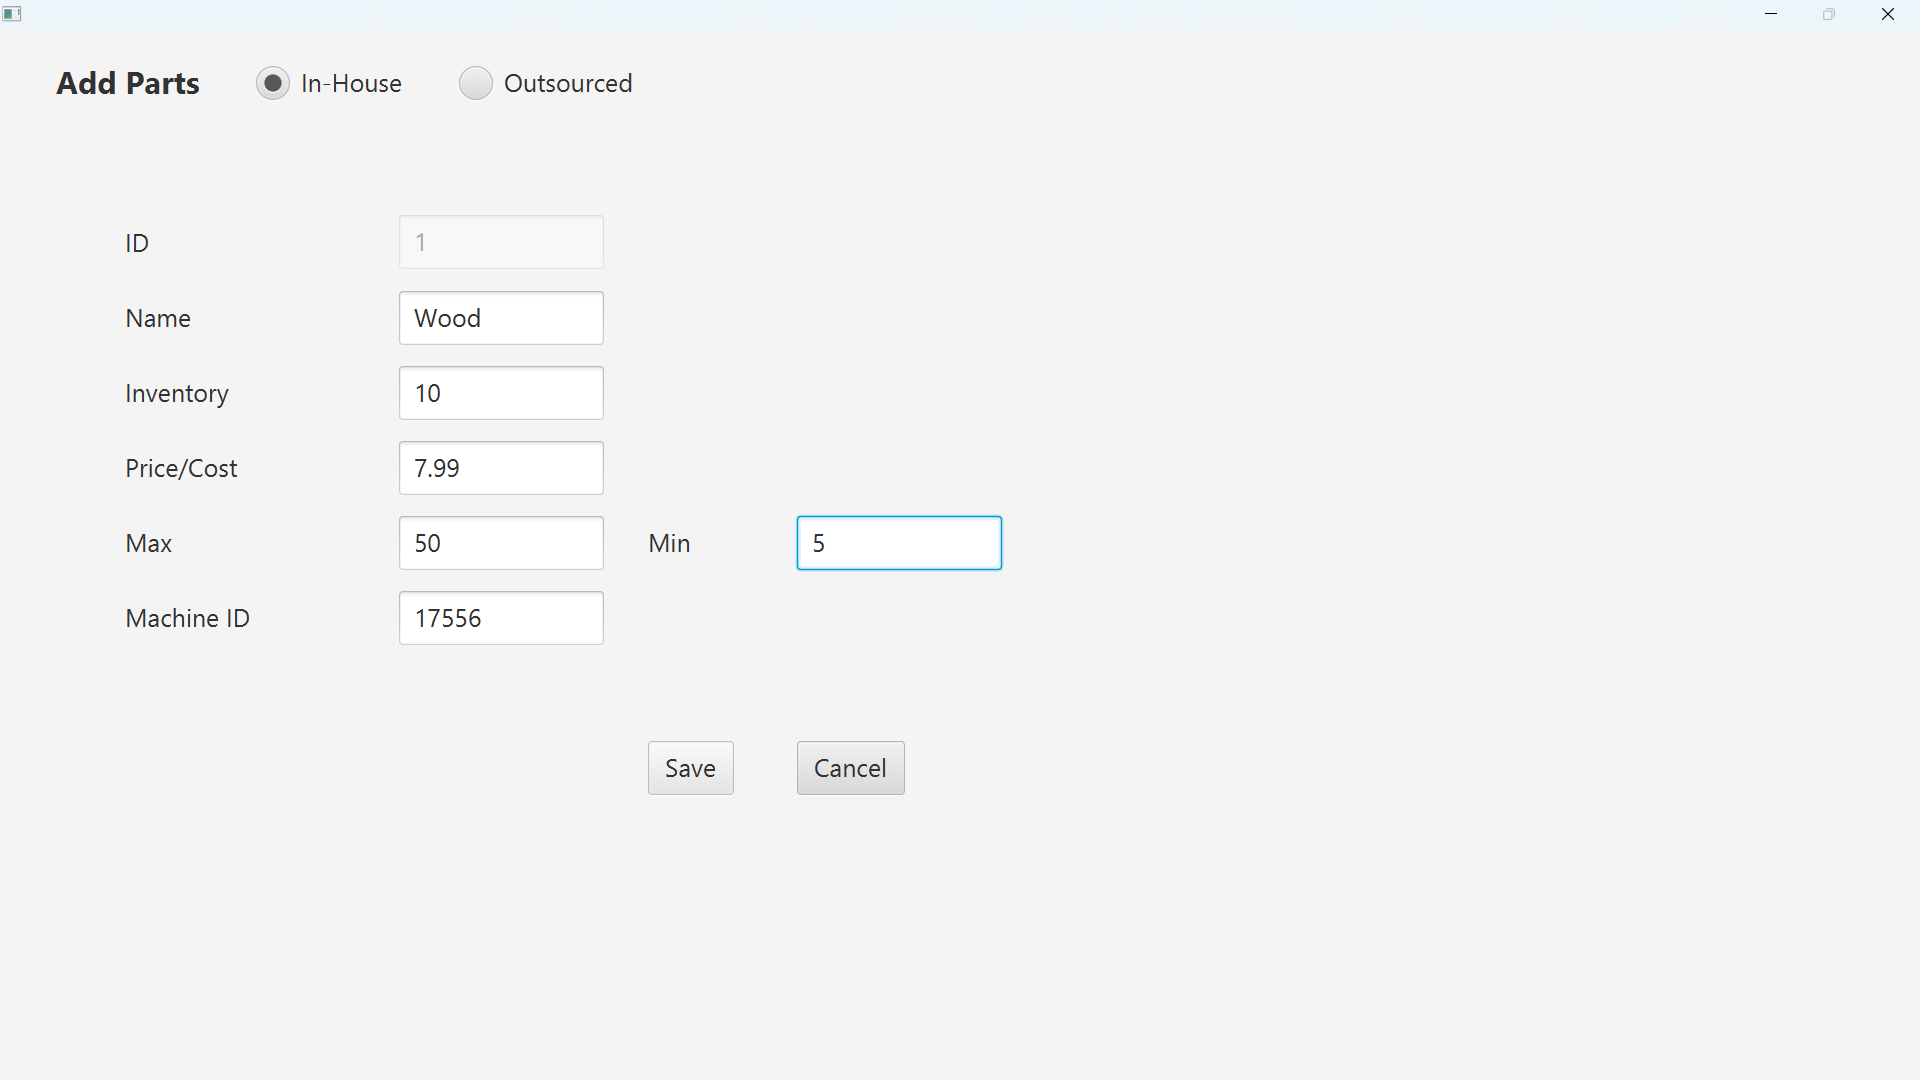 Add Parts In-House Outsourced
ID 1
Name Wood
Inventory 10
Price/Cost 7.99
Max 50 Min 5
Machine ID 17556
Save Cancel